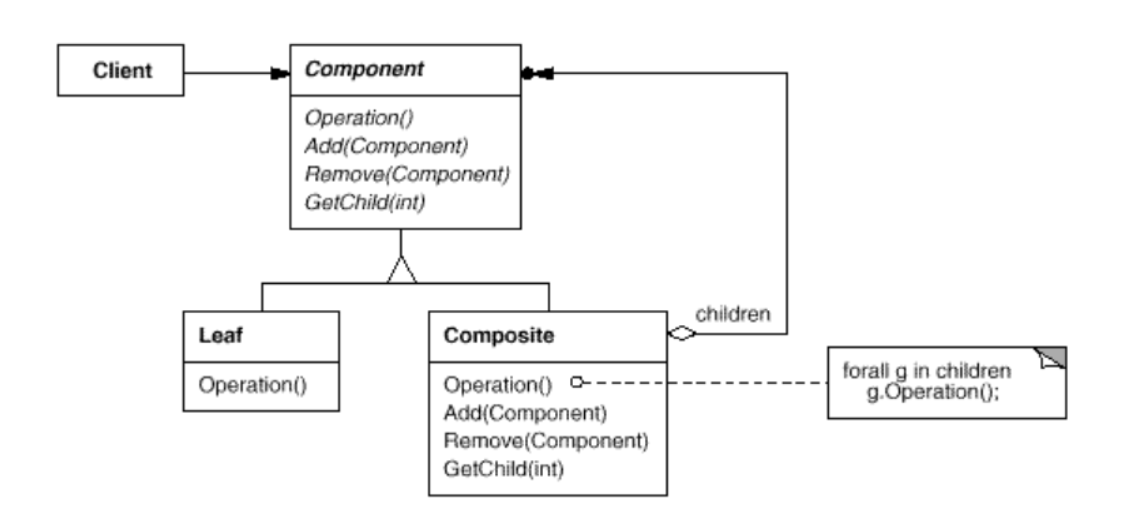 Client
Component
Operation()
Add(Component)
Remove(Component)
GetChild(int)
Leaf
Operation()
Composite
Operation()
Add(Component)
Remove(Component)
GetChild(int)
children
forall g in children
g.Operation();